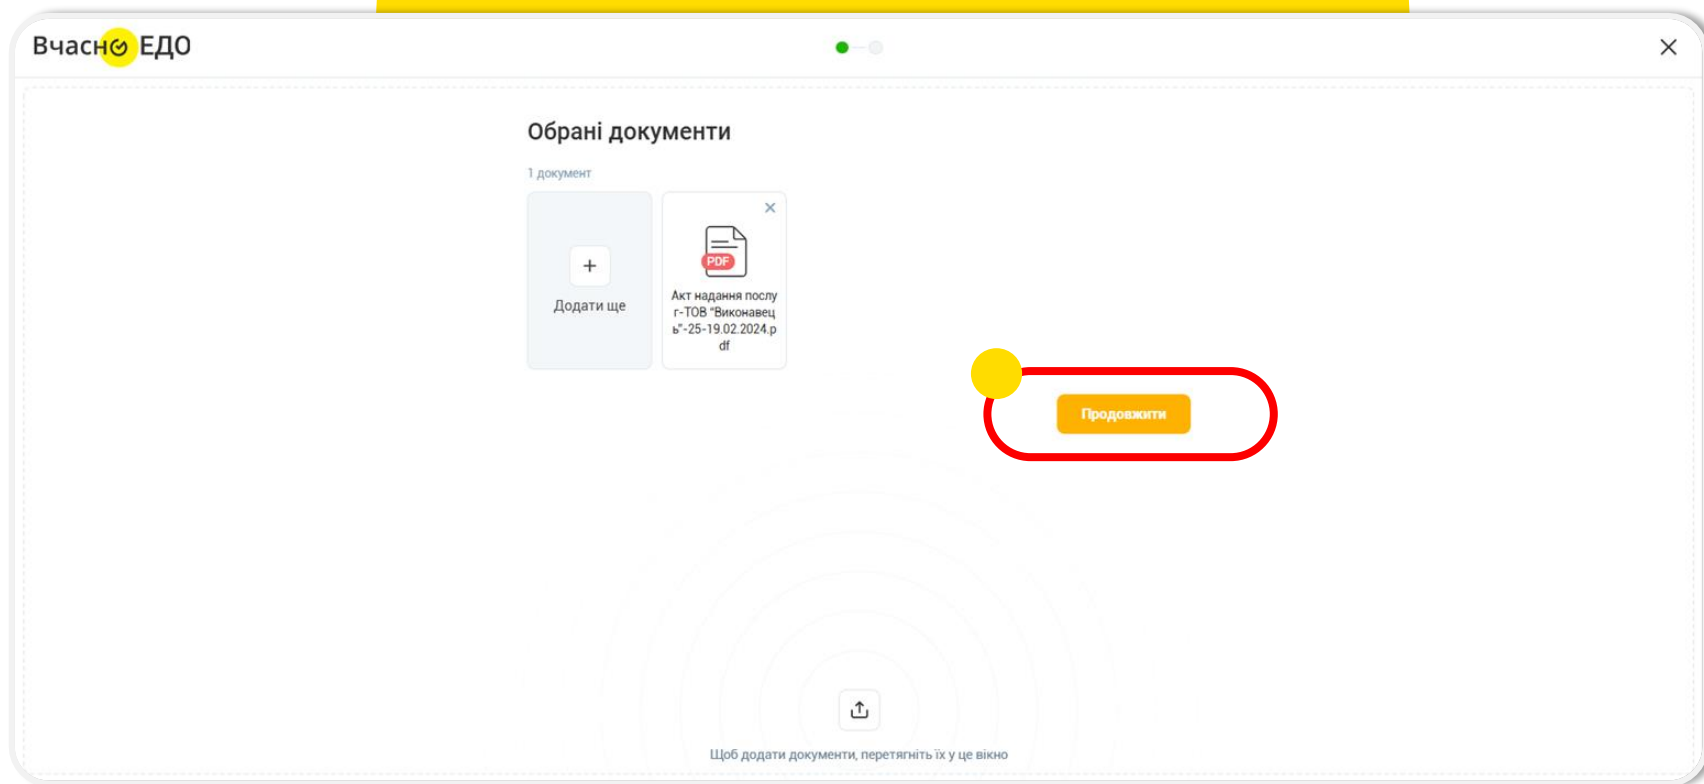 Вчасно ЕДО
Обрані документи
1 документ
Додати ще
PDF
Акт надання послу
г-ТОВ "Виконавец
ь"-25-19.02.2024.p
df
Продовжити
Щоб додати документи, перетягніть їх у це вікно